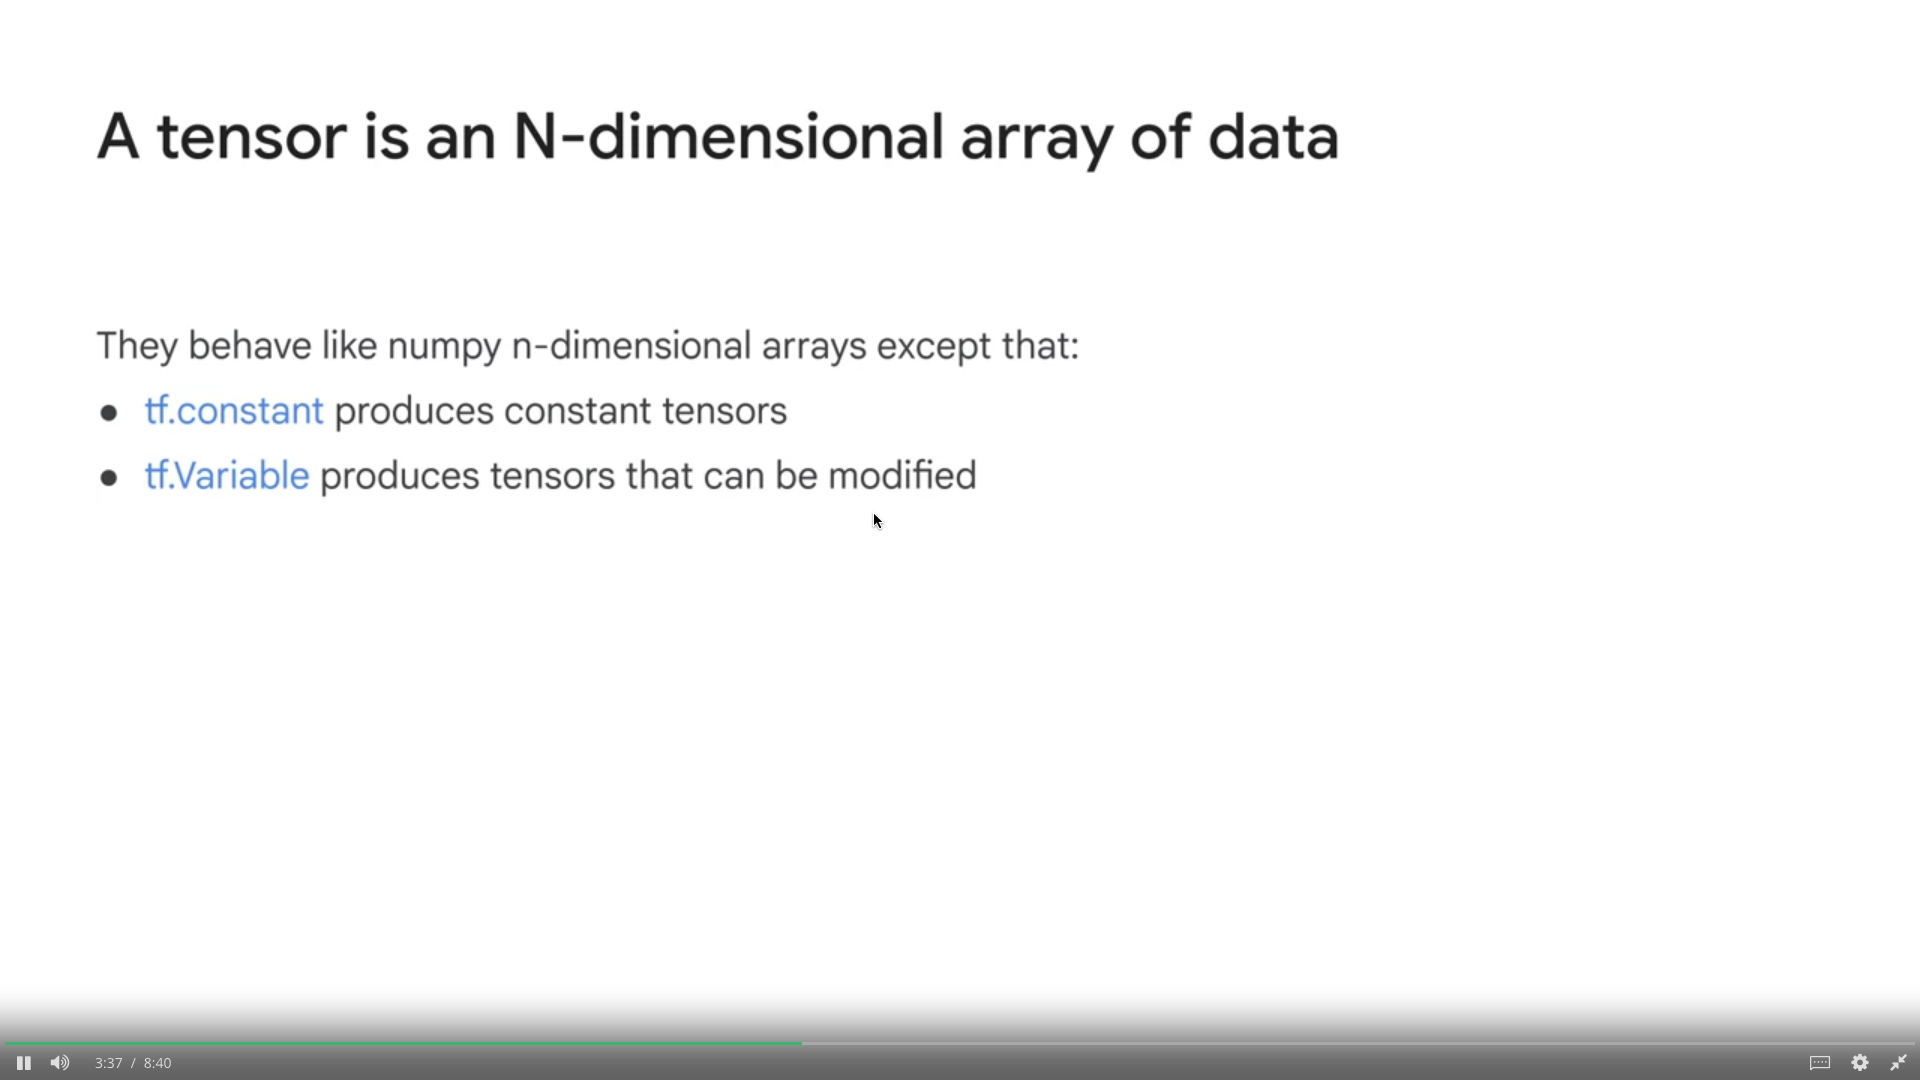 A tensor is an N-dimensional array of data
They behave like numpy n-dimensional arrays except that:
● tf.constant produces constant tensors
● tf.Variable produces tensors that can be modified
3:37 / 8:40